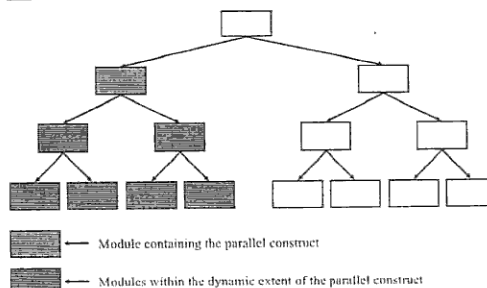 Module containing the parallel construct
Modules within the dynamic extent of the parallel construct